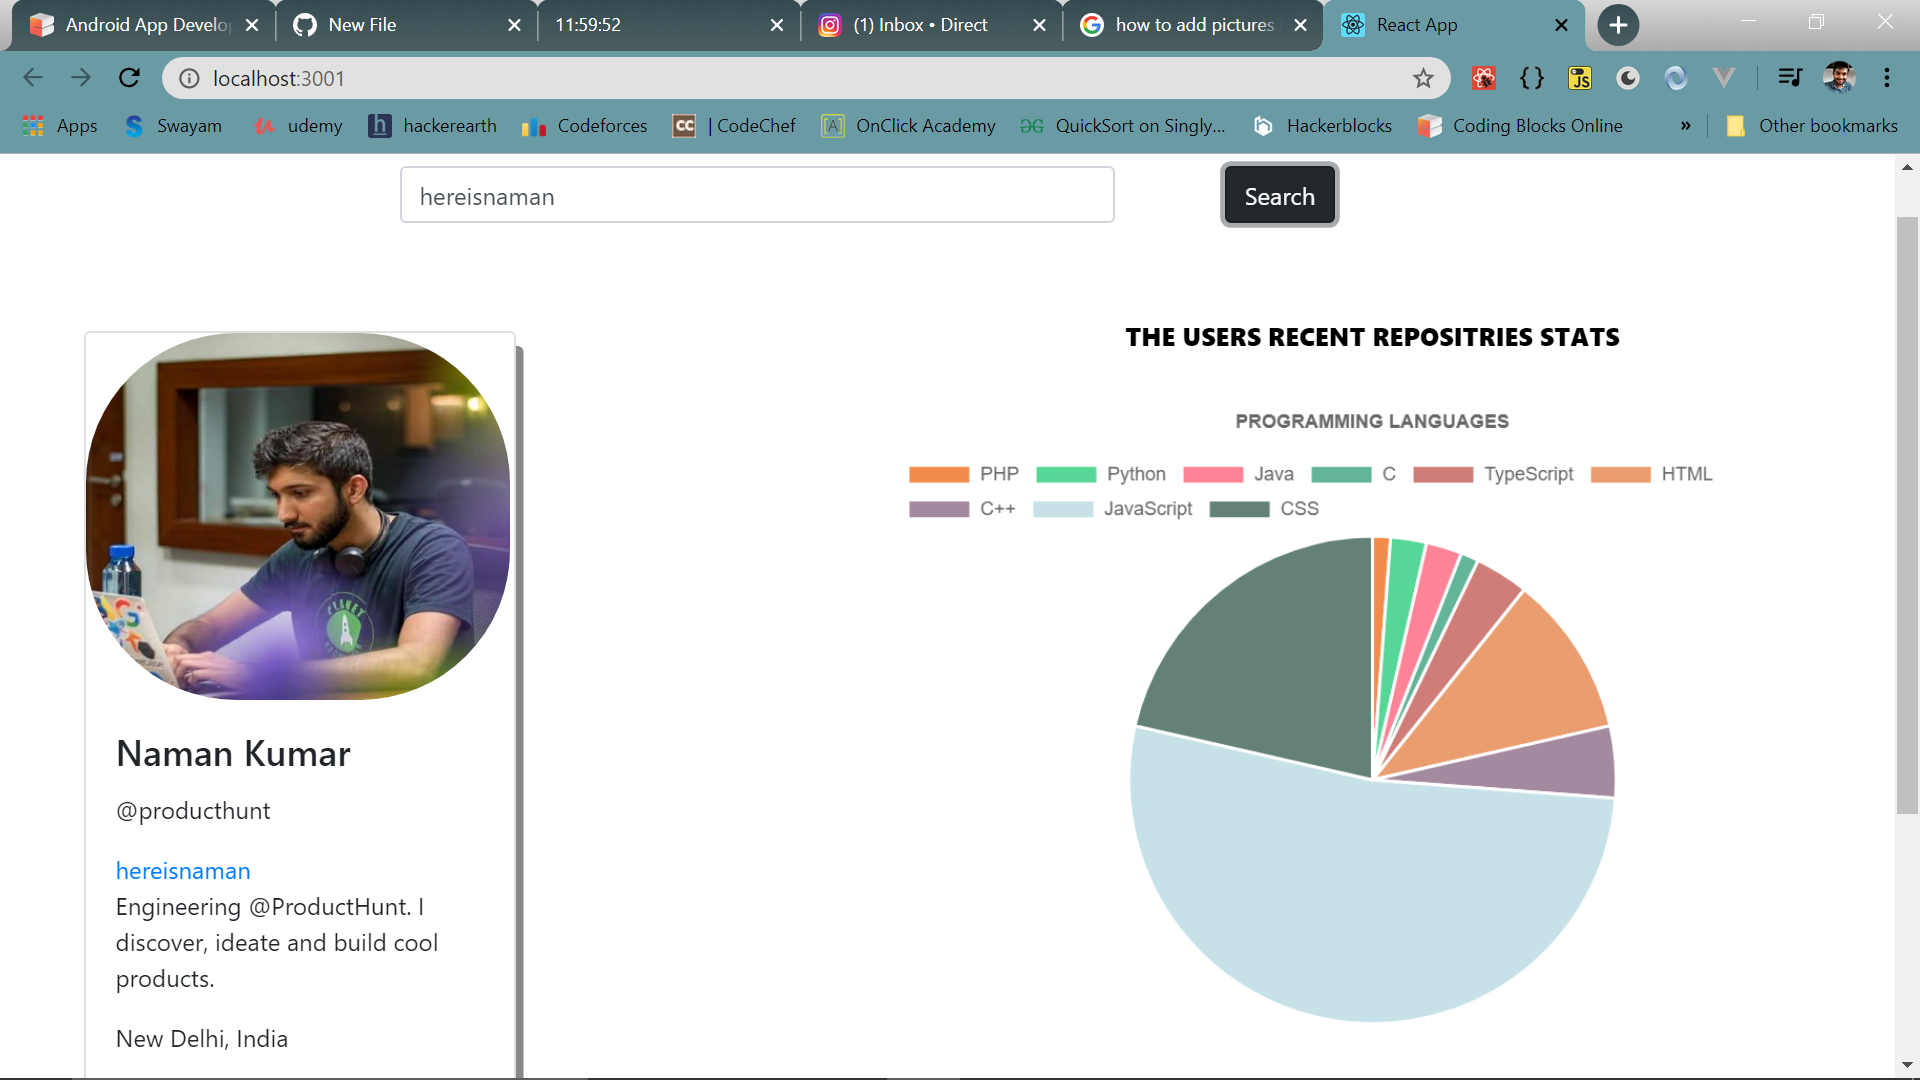 Android App Develo
New File
11:59:52
(1) Inbox • Direct
how to add pictures
React App
localhost:3001
JS
Apps
Swayam
udemy
h
hackerearth
Codeforces
CC
| CodeChef
[A]
OnClick Academy
QuickSort on Singly...
Hackerblocks
Coding Blocks Online
»
Other bookmarks
hereisnaman
Search
THE USERS RECENT REPOSITRIES STATS
PROGRAMMING LANGUAGES
PHP Python Java C TypeScript HTML
C++ JavaScript CSS
PLANET
Naman Kumar
@producthunt
hereisnaman
Engineering @ProductHunt. I
discover, ideate and build cool
products.
New Delhi, India